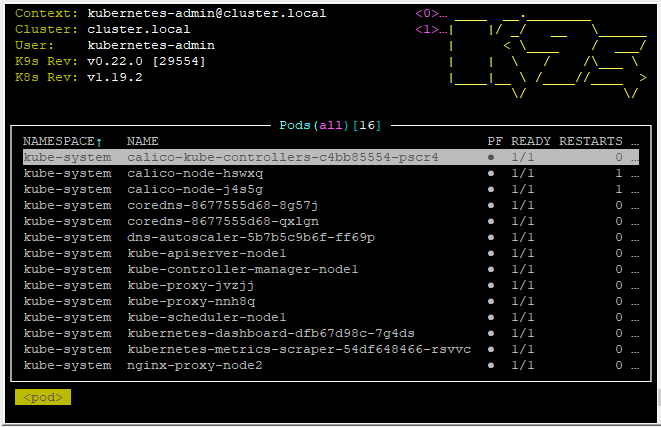 Context: kubernetes-admin@cluster.local <0>…
Cluster: cluster.local <1>…
User: kubernetes-admin
K9s Rev: v0.22.0 [29554]
K8s Rev: v1.19.2
K9s
Pods(all)[16]
NAMESPACE↑ NAME PF READY RESTARTS …
kube-system calico-kube-controllers-c4bb85554-pscr4 ● 1/1 0 …
kube-system calico-node-hswxq ● 1/1 1 …
kube-system calico-node-j4s5g ● 1/1 1 …
kube-system coredns-8677555d68-8g57j ● 1/1 0 …
kube-system coredns-8677555d68-qxlgn ● 1/1 0 …
kube-system dns-autoscaler-5b7b5c9b6f-ff69p ● 1/1 0 …
kube-system kube-apiserver-node1 ● 1/1 0 …
kube-system kube-controller-manager-node1 ● 1/1 0 …
kube-system kube-proxy-jvzjj ● 1/1 0 …
kube-system kube-proxy-nnh8q ● 1/1 0 …
kube-system kube-scheduler-node1 ● 1/1 0 …
kube-system kubernetes-dashboard-dfb67d98c-7g4ds ● 1/1 0 …
kube-system kubernetes-metrics-scraper-54df648466-rsvvc ● 1/1 0 …
kube-system nginx-proxy-node2 ● 1/1 0 …
<pod>